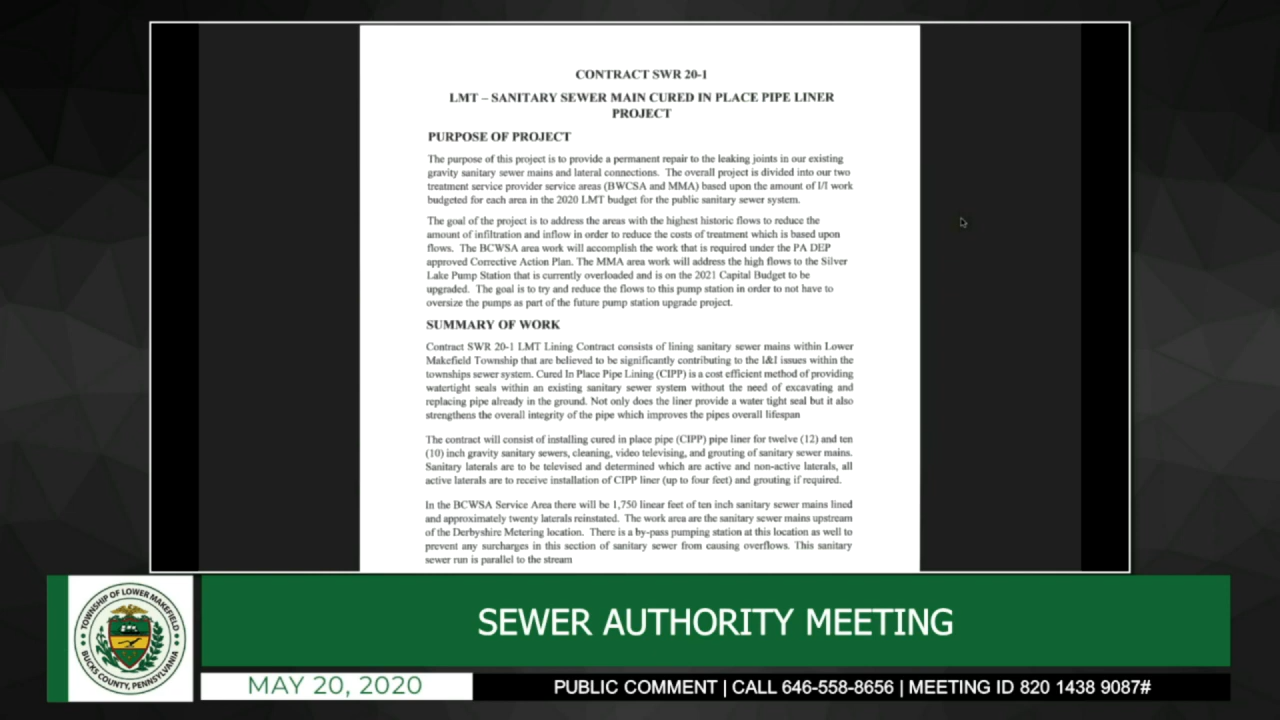 CONTRACT SWR 20-1
LMT – SANITARY SEWER MAIN CURED IN PLACE PIPE LINER
PROJECT
PURPOSE OF PROJECT
The purpose of this project is to provide a permanent repair to the leaking joints in our existing
gravity sanitary sewer mains and lateral connections. The overall project is divided into our two
treatment service provider service areas (BWCSA and MMA) based upon the amount of I/I work
budgeted for each area in the 2020 LMT budget for the public sanitary sewer system.
The goal of the project is to address the areas with the highest historic flows to reduce the
amount of infiltration and inflow in order to reduce the costs of treatment which is based upon
flows. The BCWSA area work will accomplish the work that is required under the PA DEP
approved Corrective Action Plan. The MMA area work will address the high flows to the Silver
Lake Pump Station that is currently overloaded and is on the 2021 Capital Budget to be
upgraded. The goal is to try and reduce the flows to this pump station in order to not have to
oversize the pumps as part of the future pump station upgrade project.
SUMMARY OF WORK
Contract SWR 20-1 LMT Lining Contract consists of lining sanitary sewer mains within Lower
Makefield Township that are believed to be significantly contributing to the I&I issues within the
townships sewer system. Cured In Place Pipe Lining (CIPP) is a cost efficient method of providing
watertight seals within an existing sanitary sewer system without the need of excavating and
replacing pipe already in the ground. Not only does the liner provide a water tight seal but it also
strengthens the overall integrity of the pipe which improves the pipes overall lifespan
The contract will consist of installing cured in place pipe (CIPP) pipe liner for twelve (12) and ten
(10) inch gravity sanitary sewers, cleaning, video televising, and grouting of sanitary sewer mains.
Sanitary laterals are to be televised and determined which are active and non-active laterals, all
active laterals are to receive installation of CIPP liner (up to four feet) and grouting if required.
In the BCWSA Service Area there will be 1,750 linear feet of ten inch sanitary sewer mains lined
and approximately twenty laterals reinstated. The work area are the sanitary sewer mains upstream
of the Derbyshire Metering location. There is a by-pass pumping station at this location as well to
prevent any surcharges in this section of sanitary sewer from causing overflows. This sanitary
sewer run is parallel to the stream
TOWNSHIP OF LOWER MAKEFIELD
BUCKS COUNTY, PENNSYLVANIA
SEWER AUTHORITY MEETING
MAY 20, 2020
PUBLIC COMMENT | CALL 646-558-8656 | MEETING ID 820 1438 9087#